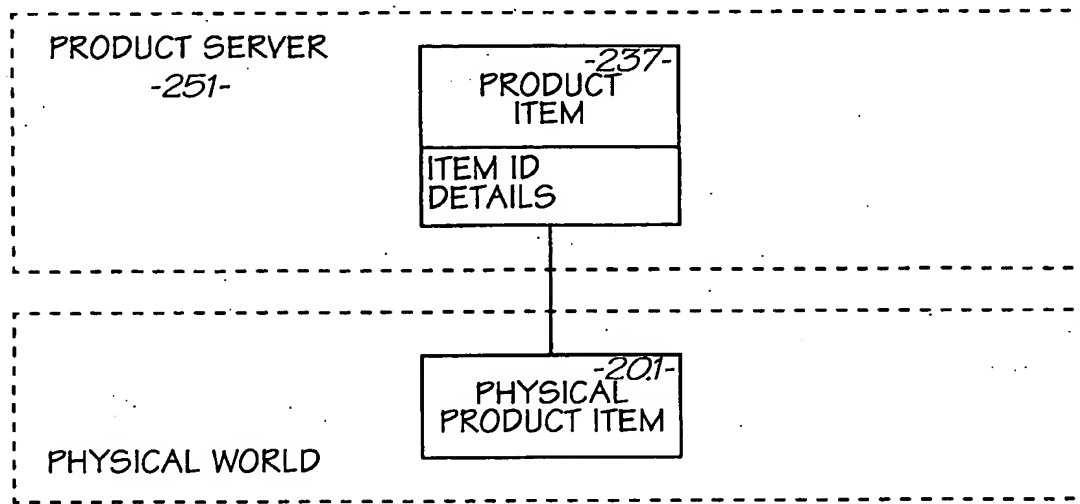 PRODUCT SERVER
-251-
-237-
PRODUCT
ITEM
ITEM ID
DETAILS
-201-
PHYSICAL
PRODUCT ITEM
PHYSICAL WORLD